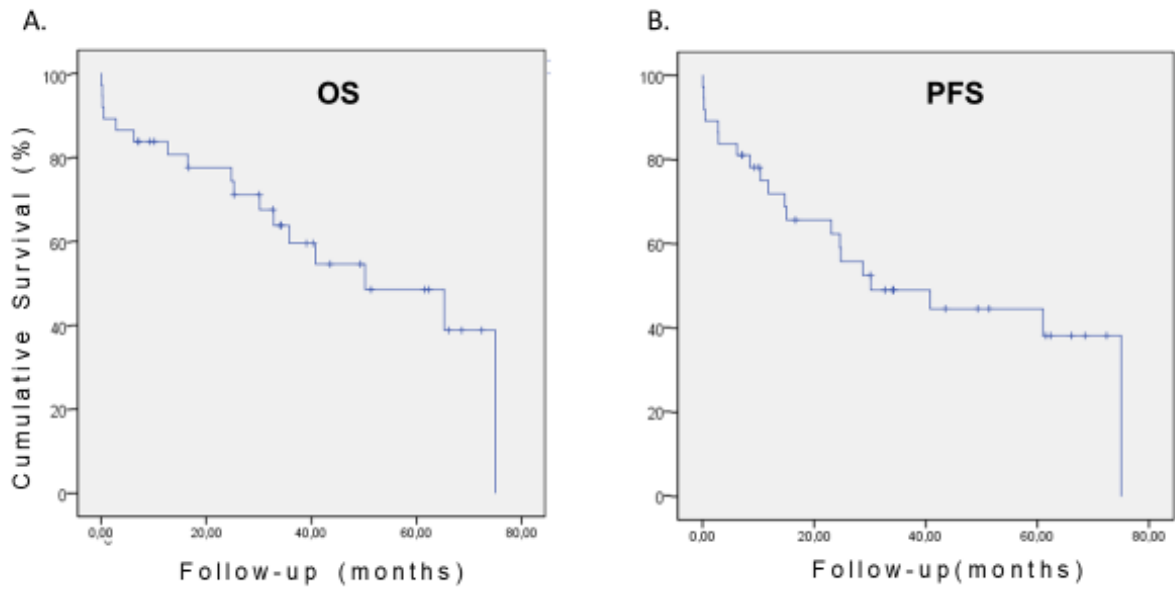 A.
OS
Cumulative Survival (%)
100
80
60
40
20
0
0,00 20,00 40,00 60,00 80,00
Follow-up (months)
B.
PFS
100
80
60
40
20
0
0,00 20,00 40,00 60,00 80,00
Follow-up(months)